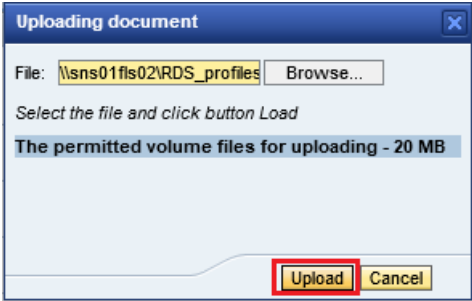 Uploading document
File: \\sns01fls02\RDS_profiles Browse...
Select the file and click button Load
The permitted volume files for uploading - 20 MB
Upload Cancel